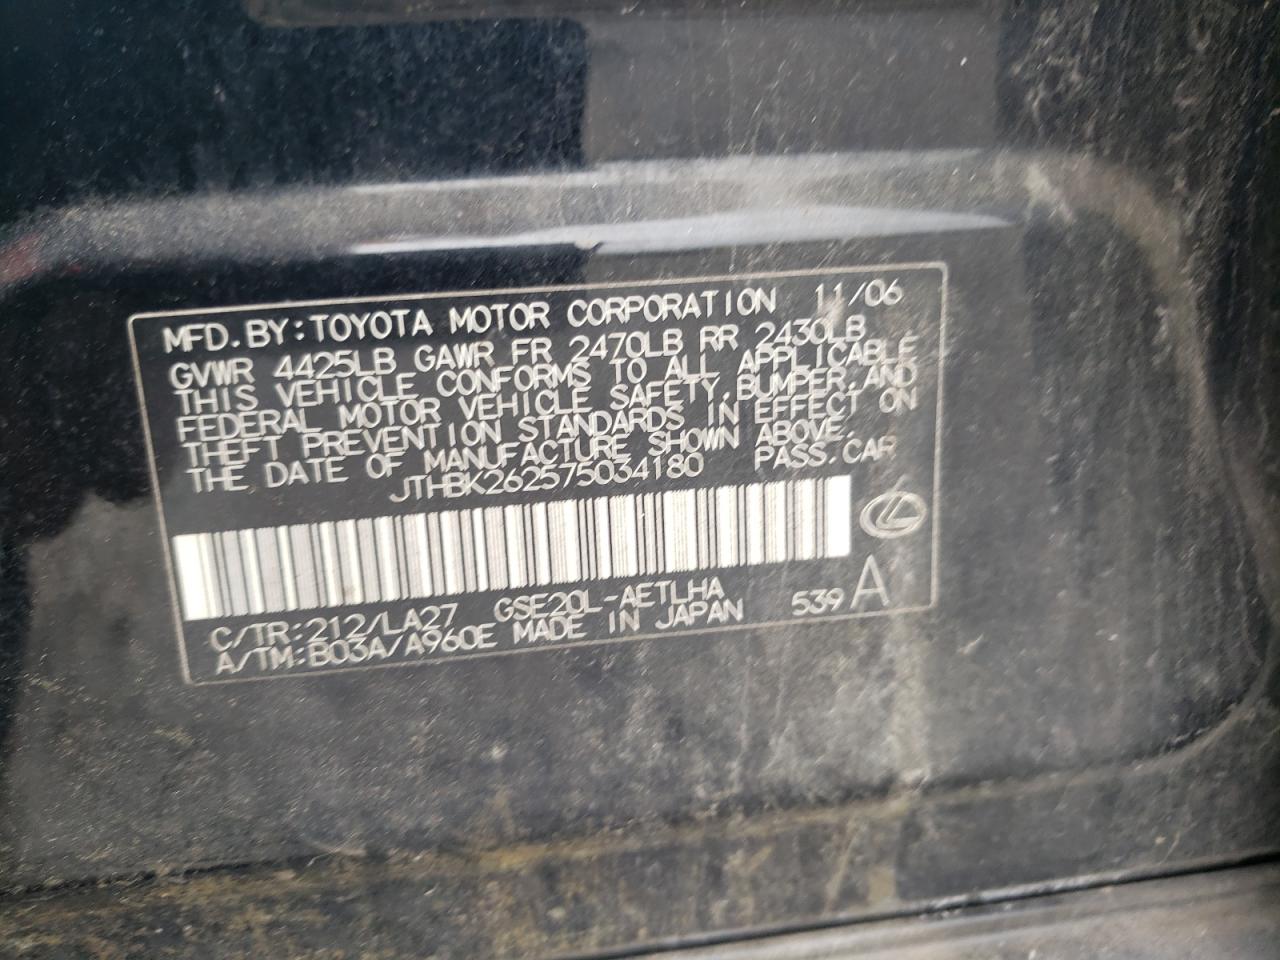 MFD.BY:TOYOTA MOTOR CORPORATION 11/06
GVWR 4425LB GAWR FR 2470LB RR 2430LB
THIS VEHICLE CONFORMS TO ALL APPLICABLE
FEDERAL MOTOR VEHICLE SAFETY,BUMPER,AND
THEFT PREVENTION STANDARDS IN EFFECT ON
THE DATE OF MANUFACTURE SHOWN ABOVE.
JTHBK262575034180 PASS.CAR
C/TR:212/LA27 GSE20L-AETLHA 539 A
A/TM:B03A/A960E MADE IN JAPAN